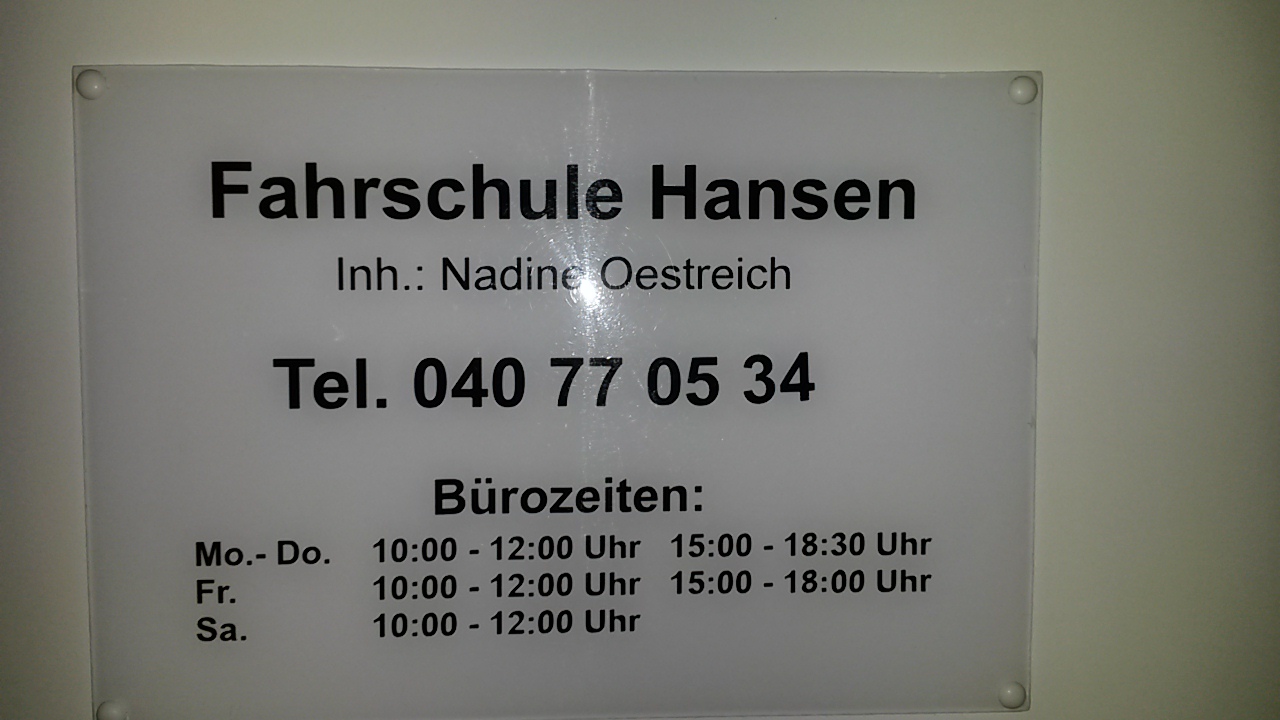 Fahrschule Hansen
Inh.: Nadine Oestreich
Tel. 040 77 05 34
Bürozeiten:
Mo.- Do. 10:00 - 12:00 Uhr 15:00 - 18:30 Uhr
Fr. 10:00 - 12:00 Uhr 15:00 - 18:00 Uhr
Sa. 10:00 - 12:00 Uhr